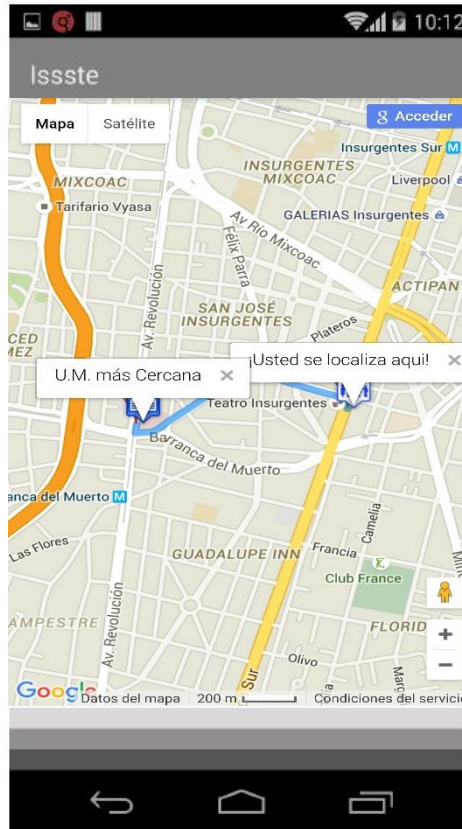 10:12
Issste
Mapa Satélite
g Acceder
Insurgentes Sur M
INSURGENTES
MIXCOAC
Liverpool
MIXCOAC
Tarifario Vyasa
GALERIAS Insurgentes
Av Río Mixcoac
Félix Parra
Av. Revolución
ACTIPAN
SAN JOSÉ
INSURGENTES
Plateros
¡Usted se localiza aqui! ×
U.M. más Cercana ×
Teatro Insurgentes
Barranca del Muerto
anca del Muerto M
Camelia
Las Flores
GUADALUPE INN
Francia
Club France
AMPESTRE
Av. Revolución
FLORID
+
Olivo
−
Sur
Google
Datos del mapa 200 m Condiciones del servicio